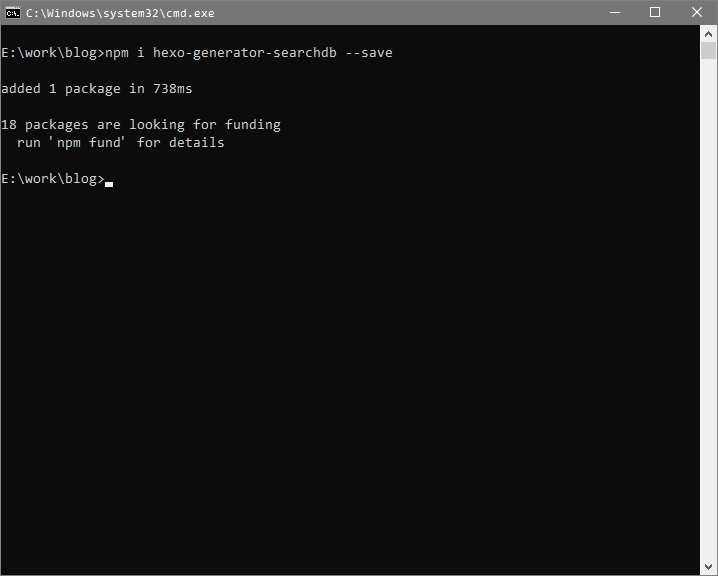 C:\Windows\system32\cmd.exe
E:\work\blog>npm i hexo-generator-searchdb --save
added 1 package in 738ms
18 packages are looking for funding
  run `npm fund` for details
E:\work\blog>